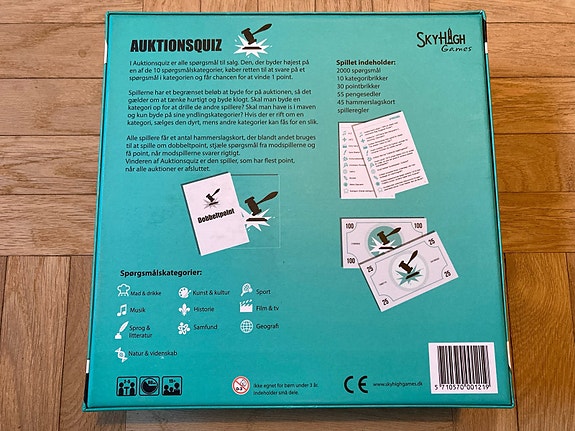 AUKTIONSQUIZ
I Auktionsquiz er alle spørgsmål til salg. Den, der byder højest på
en af de 10 spørgsmålskategorier, køber retten til at svare på et
spørgsmål i kategorien og får chancen for at vinde 1 point.
Spillerne har et begrænset beløb at byde for på auktionen, så det
gælder om at tænke hurtigt og byde klogt. Skal man byde en
kategori op for at drille de andre spillere? Skal man have is i maven
og kun byde på sine yndlingskategorier? Hvis der er rift om en
kategori, sælges den dyrt, mens andre kategorier kan fås for en slik.
Alle spillere får et antal hammerslagskort, der blandt andet bruges
til at spille om dobbeltpoint, stjæle spørgsmål fra modspillerne og
få point, når modspillerne svarer rigtigt.
Vinderen af Auktionsquiz er den spiller, som har flest point,
når alle auktioner er afsluttet.
Dobbeltpoint
SKYHIGH
Games
Spillet indeholder:
2000 spørgsmål
10 kategoribrikker
30 pointbrikker
55 pengesedler
45 hammerslagskort
spilleregler
100
100
100
25
25
25
25
Spørgsmålskategorier:
Mad & drikke
Kunst & kultur
Sport
Musik
Historie
Film & tv
Sprog &
litteratur
Samfund
Geografi
Natur & videnskab
0-3
Ikke egnet for børn under 3 år.
Indeholder små dele.
CE
www.skyhighgames.dk
5 710570 001219